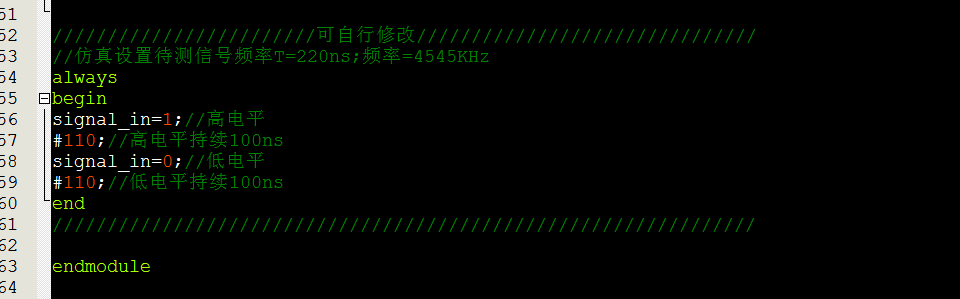 51
52 ////////////////////////可自行修改///////////////////////////////
53 //仿真设置待测信号频率T=220ns;频率=4545KHz
54 always
55 begin
56 signal_in=1;//高电平
57 #110;//高电平持续100ns
58 signal_in=0;//低电平
59 #110;//低电平持续100ns
60 end
61 ////////////////////////////////////////////////////////////////
62
63 endmodule
64